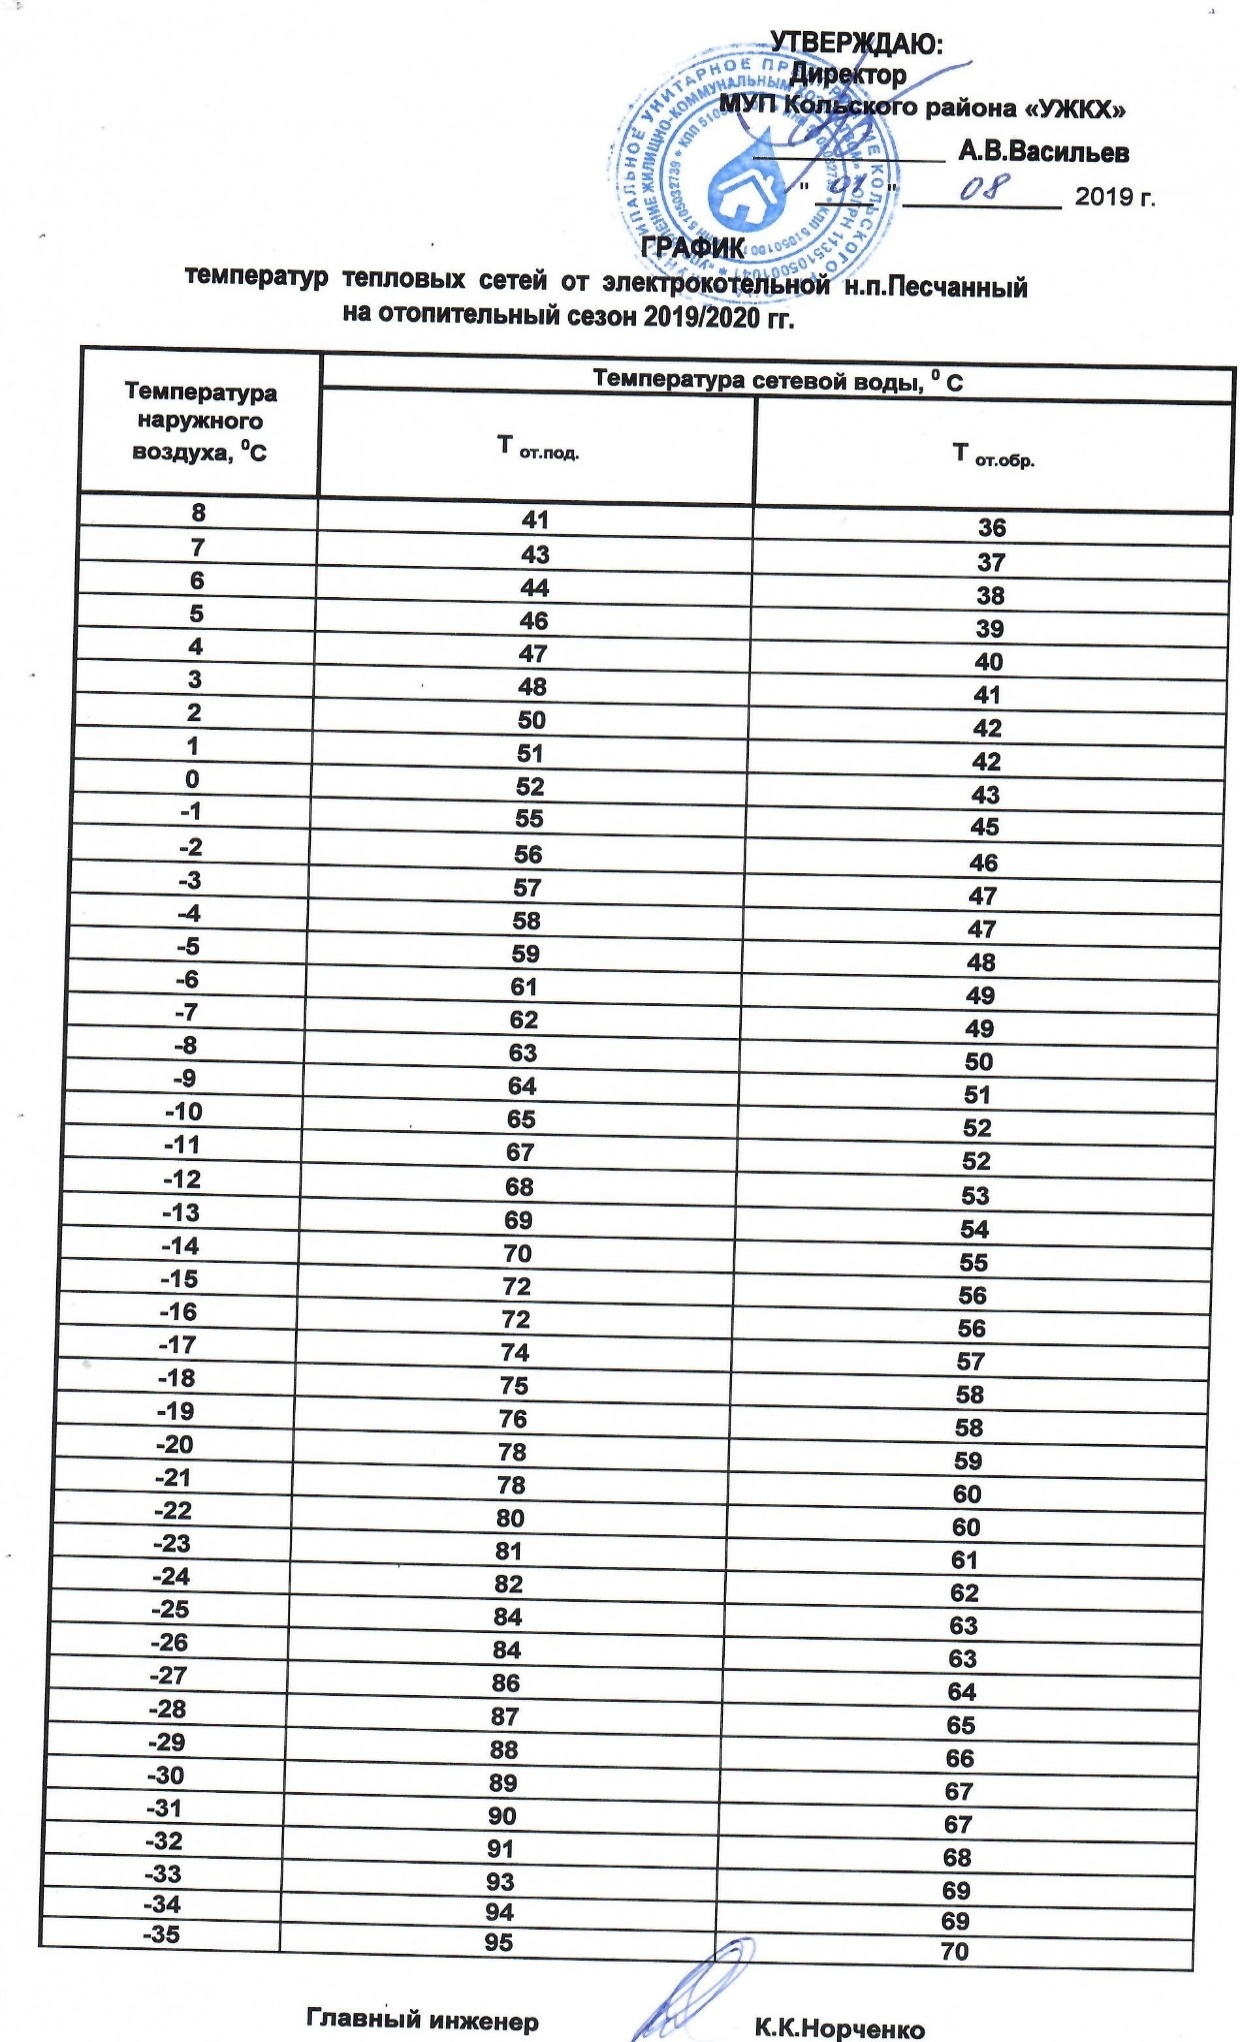 УТВЕРЖДАЮ:
Директор
МУП Кольского района «УЖКХ»
А.В.Васильев
" 01 " 08 2019 г.
ГРАФИК
температур тепловых сетей от электрокотельной н.п.Песчанный
на отопительный сезон 2019/2020 гг.
Температура наружного воздуха, ⁰С
Температура сетевой воды, ⁰ С
Т от.под.
Т от.обр.
8 41 36
7 43 37
6 44 38
5 46 39
4 47 40
3 48 41
2 50 42
1 51 42
0 52 43
-1 55 45
-2 56 46
-3 57 47
-4 58 47
-5 59 48
-6 61 49
-7 62 49
-8 63 50
-9 64 51
-10 65 52
-11 67 52
-12 68 53
-13 69 54
-14 70 55
-15 72 56
-16 72 56
-17 74 57
-18 75 58
-19 76 58
-20 78 59
-21 78 60
-22 80 60
-23 81 61
-24 82 62
-25 84 63
-26 84 63
-27 86 64
-28 87 65
-29 88 66
-30 89 67
-31 90 67
-32 91 68
-33 93 69
-34 94 69
-35 95 70
Главный инженер К.К.Норченко